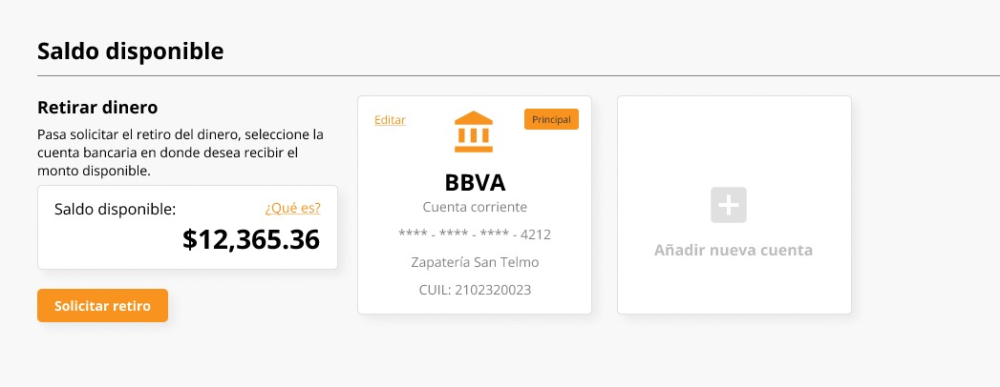 Saldo disponible
Retirar dinero
Pasa solicitar el retiro del dinero, seleccione la
cuenta bancaria en donde desea recibir el
monto disponible.
Saldo disponible:
¿Qué es?
$12,365.36
Solicitar retiro
Editar
Principal
BBVA
Cuenta corriente
**** - **** - **** - 4212
Zapatería San Telmo
CUIL: 2102320023
Añadir nueva cuenta